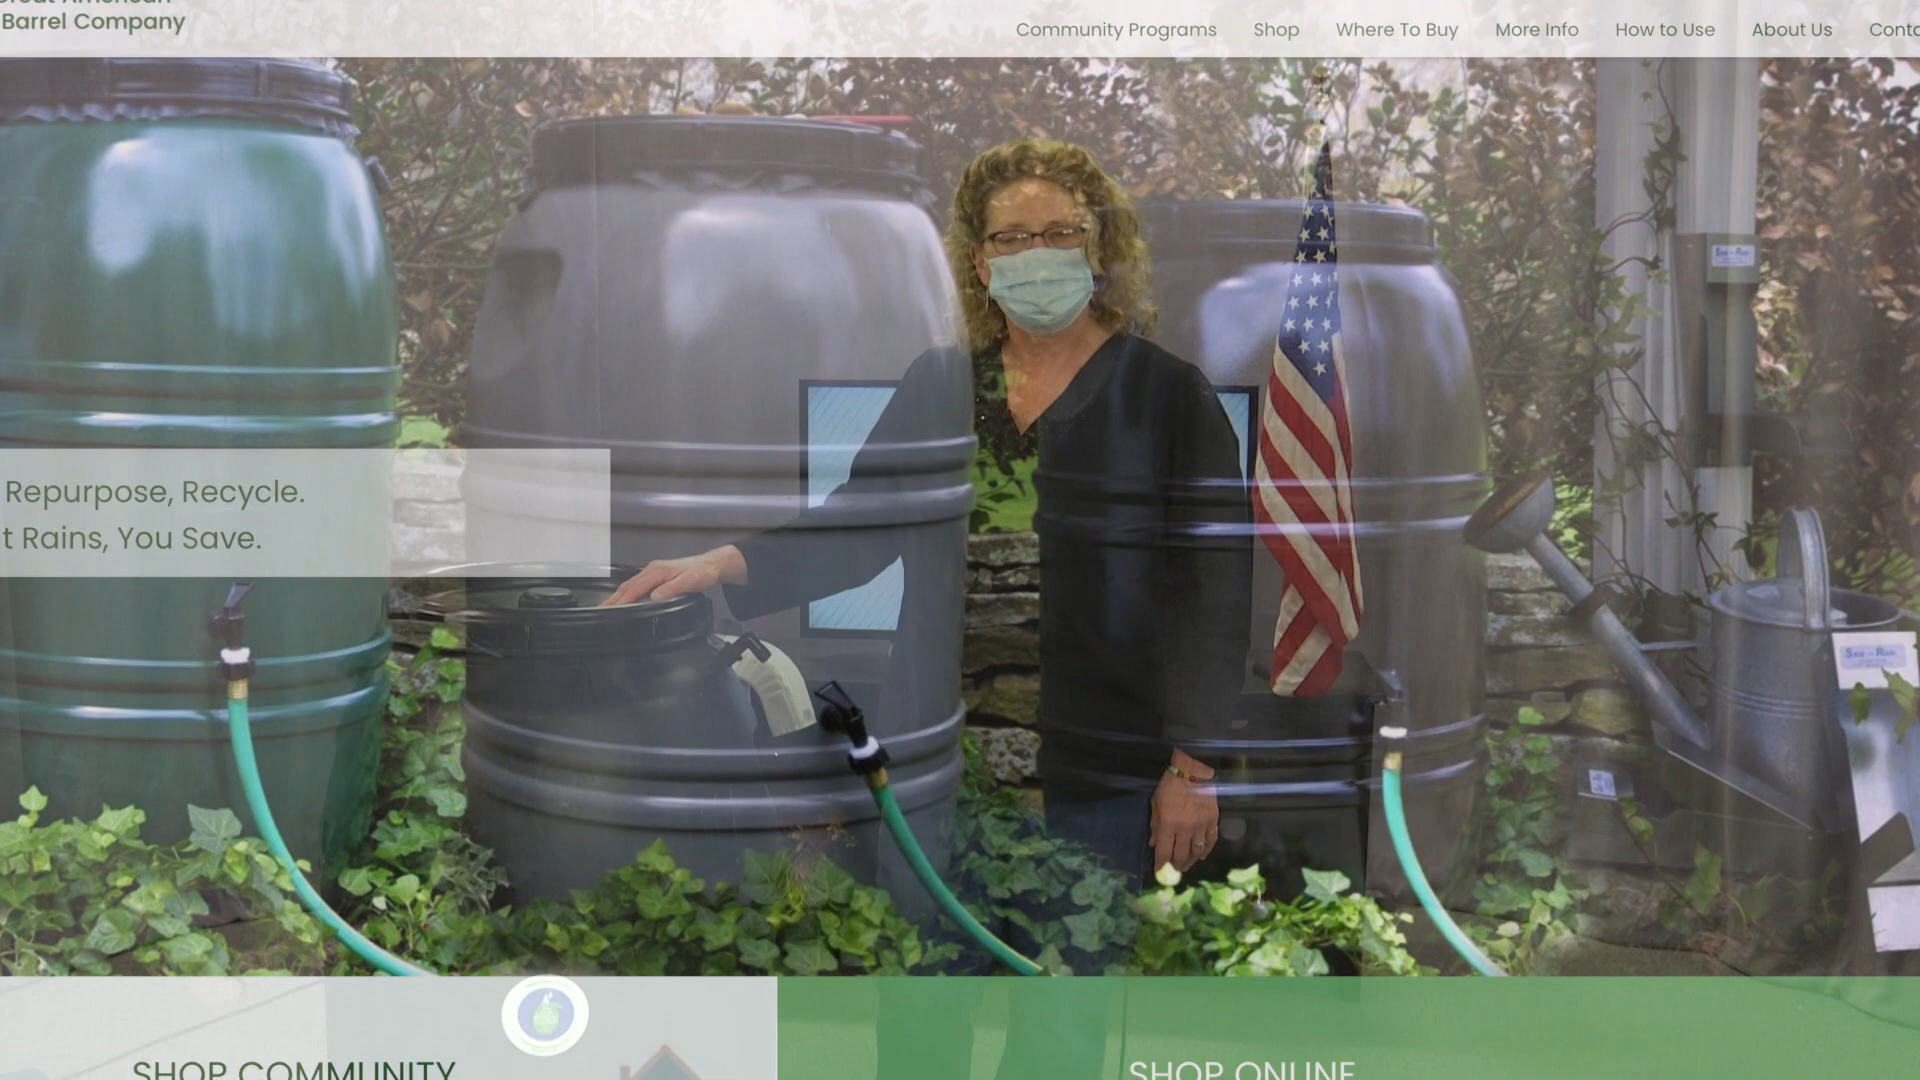 Great American
Barrel Company
Community Programs
Shop
Where To Buy
More Info
How to Use
About Us
Repurpose, Recycle.
t Rains, You Save.
SHOP COMMUNITY
SHOP ONLINE